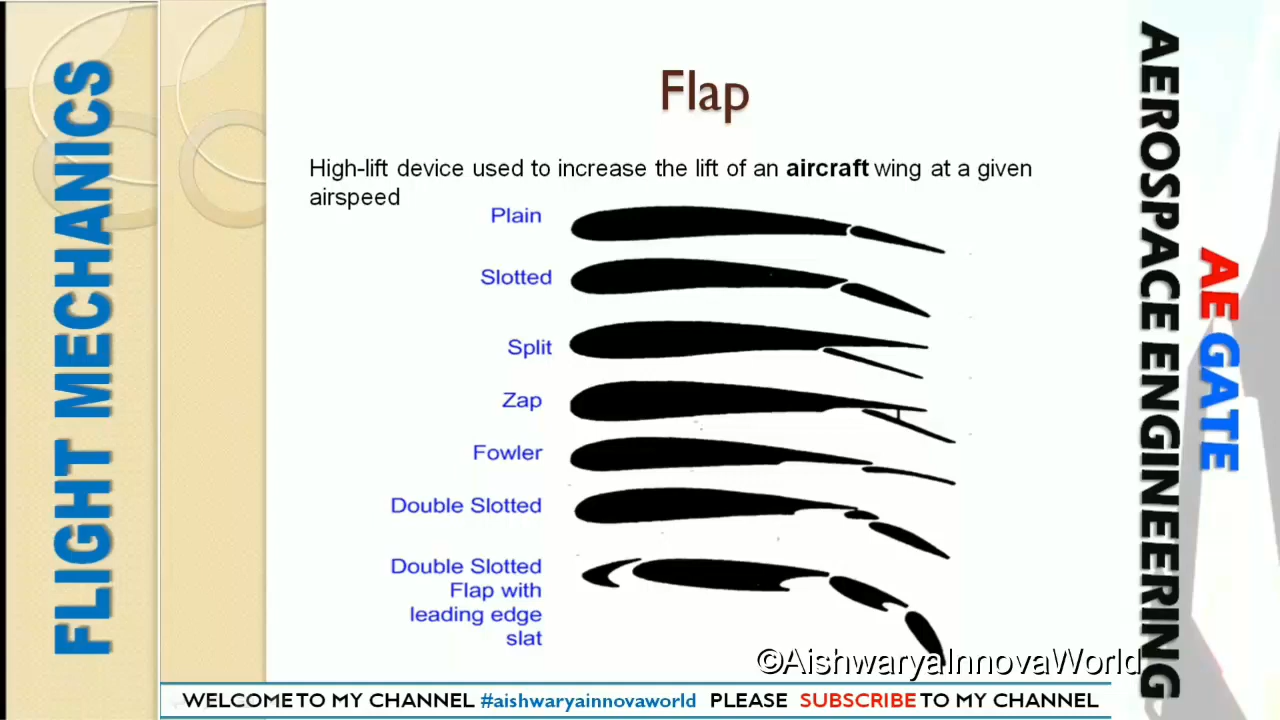 FLIGHT MECHANICS
Flap
High-lift device used to increase the lift of an aircraft wing at a given
airspeed
Plain
Slotted
Split
Zap
Fowler
Double Slotted
Double Slotted
Flap with
leading edge
slat
©AishwaryaInnovaWorld
WELCOME TO MY CHANNEL #aishwaryainnovaworld PLEASE SUBSCRIBE TO MY CHANNEL
AEROSPACE ENGINEERING
AE GATE